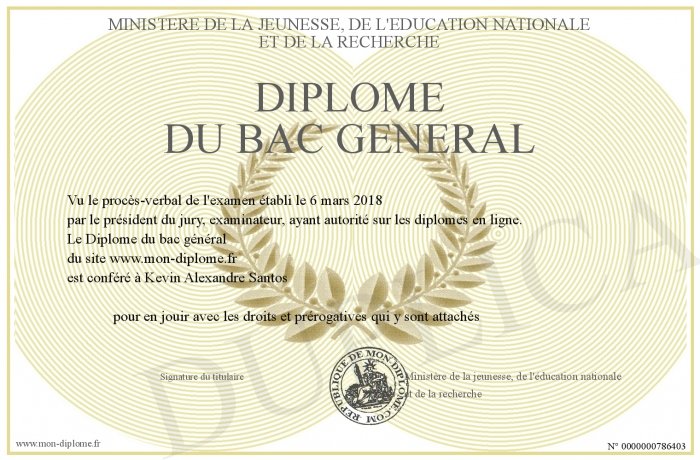 MINISTERE DE LA JEUNESSE, DE L'EDUCATION NATIONALE
ET DE LA RECHERCHE
DIPLOME
DU BAC GENERAL
Vu le procès-verbal de l'examen établi le 6 mars 2018
par le président du jury, examinateur, ayant autorité sur les diplomes en ligne.
Le Diplome du bac général
du site www.mon-diplome.fr
est conféré à Kevin Alexandre Santos
pour en jouir avec les droits et prérogatives qui y sont attachés
DUPLICATA
Signature du titulaire
REPUBLIQUE DE MON-DIPLOME.COM
Ministère de la jeunesse, de l'éducation nationale
et de la recherche
www.mon-diplome.fr
N° 0000000786403